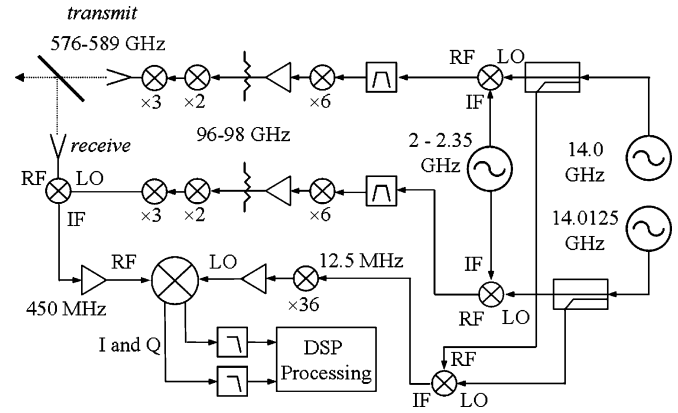 transmit
576-589 GHz
×3
×2
×6
RF
LO
IF
96-98 GHz
2 - 2.35
GHz
14.0
GHz
receive
RF
LO
IF
×3
×2
×6
14.0125
GHz
IF
RF
LO
450 MHz
RF
LO
×36
12.5 MHz
I and Q
DSP
Processing
RF
IF
LO